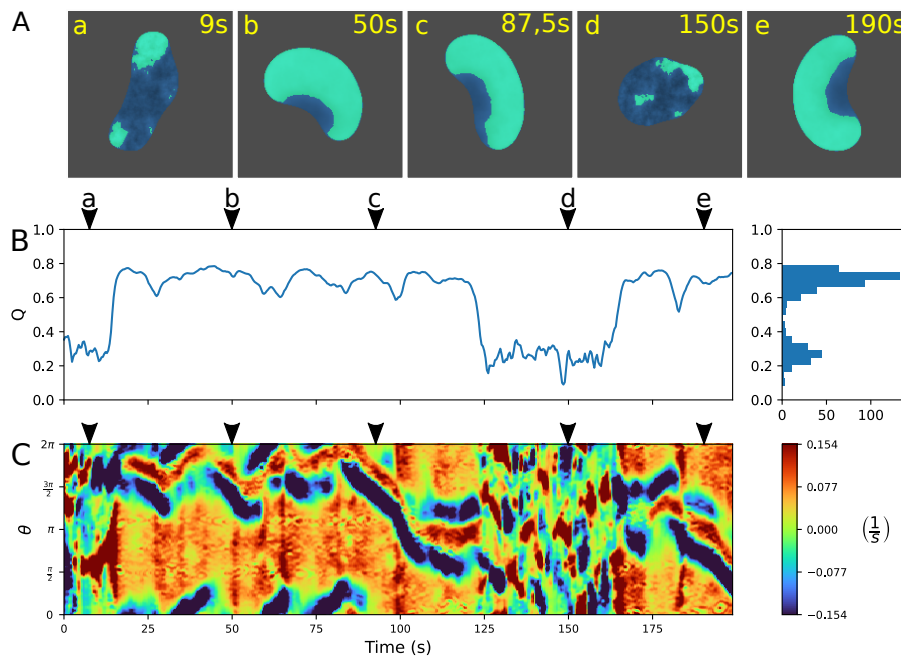 A
a 9s
b 50s
c 87,5s
d 150s
e 190s
a b c d e
B
1.0
0.8
0.6
0.4
0.2
0.0
Q
1.0
0.8
0.6
0.4
0.2
0.0
0 50 100
C
2π
3π/2
π
π/2
0
θ
0 25 50 75 100 125 150 175
Time (s)
0.154
0.077
0.000
−0.077
−0.154
(1/s)